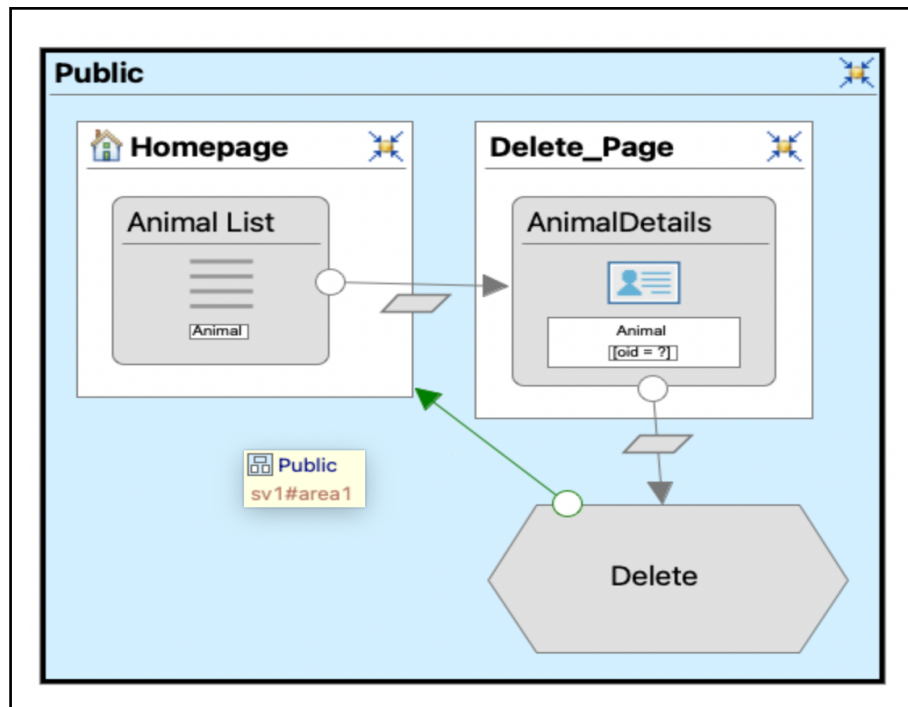 Public
Homepage
Delete_Page
Animal List
Animal
AnimalDetails
Animal
[oid = ?]
Public
sv1#area1
Delete